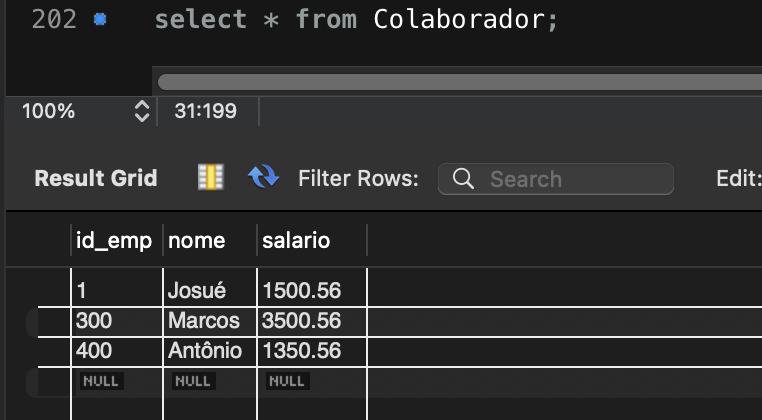 202 select * from Colaborador;
100% 31:199
Result Grid Filter Rows: Search Edit:
id_emp nome salario
1 Josué 1500.56
300 Marcos 3500.56
400 Antônio 1350.56
NULL NULL NULL